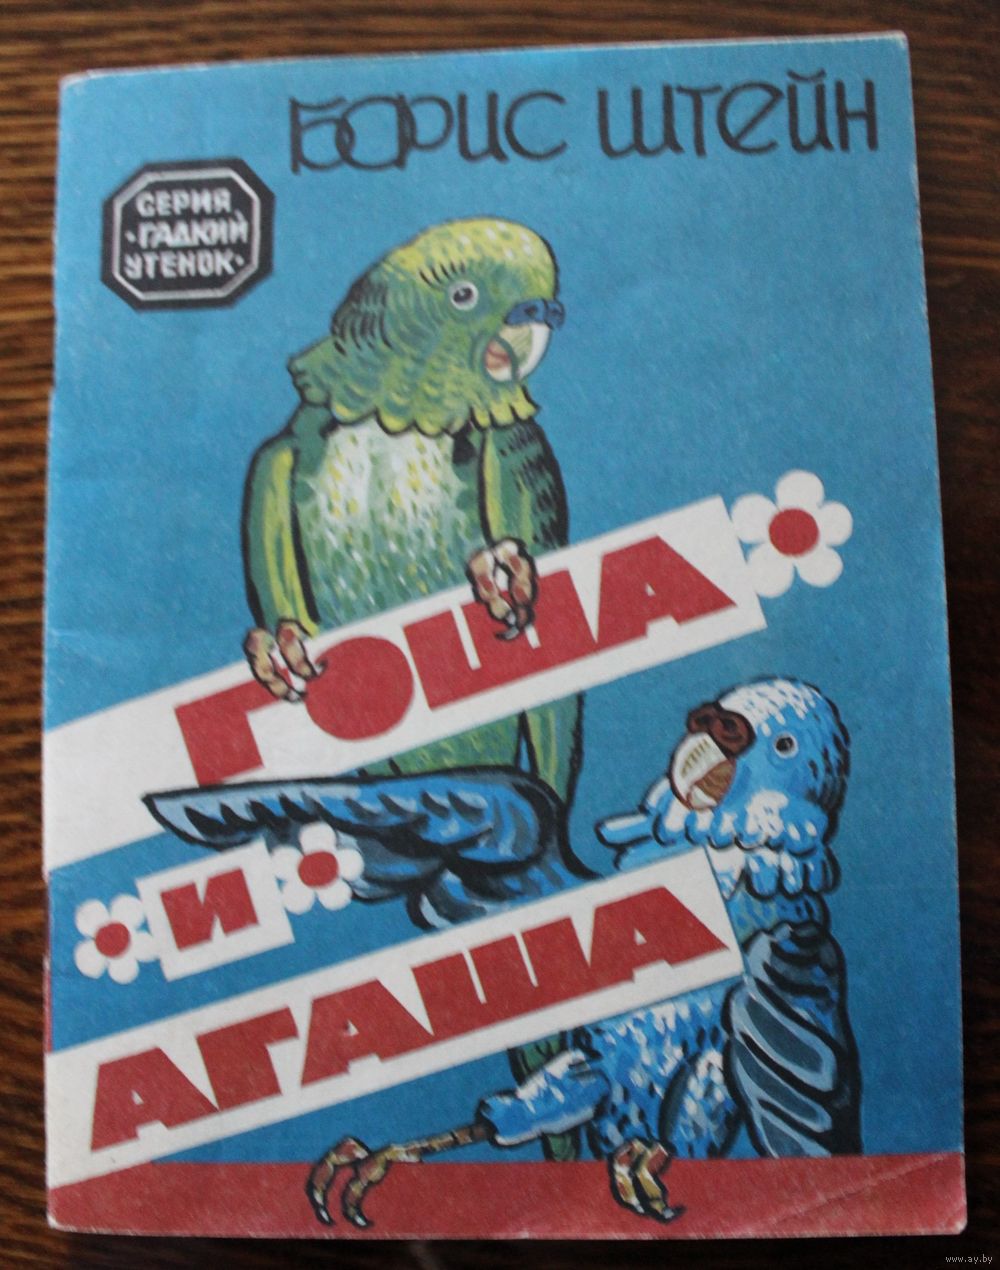 Борис Штейн
СЕРИЯ
«ГАДКИЙ
УТЕНОК»
ГОША
И
АГАША
www.ay.by